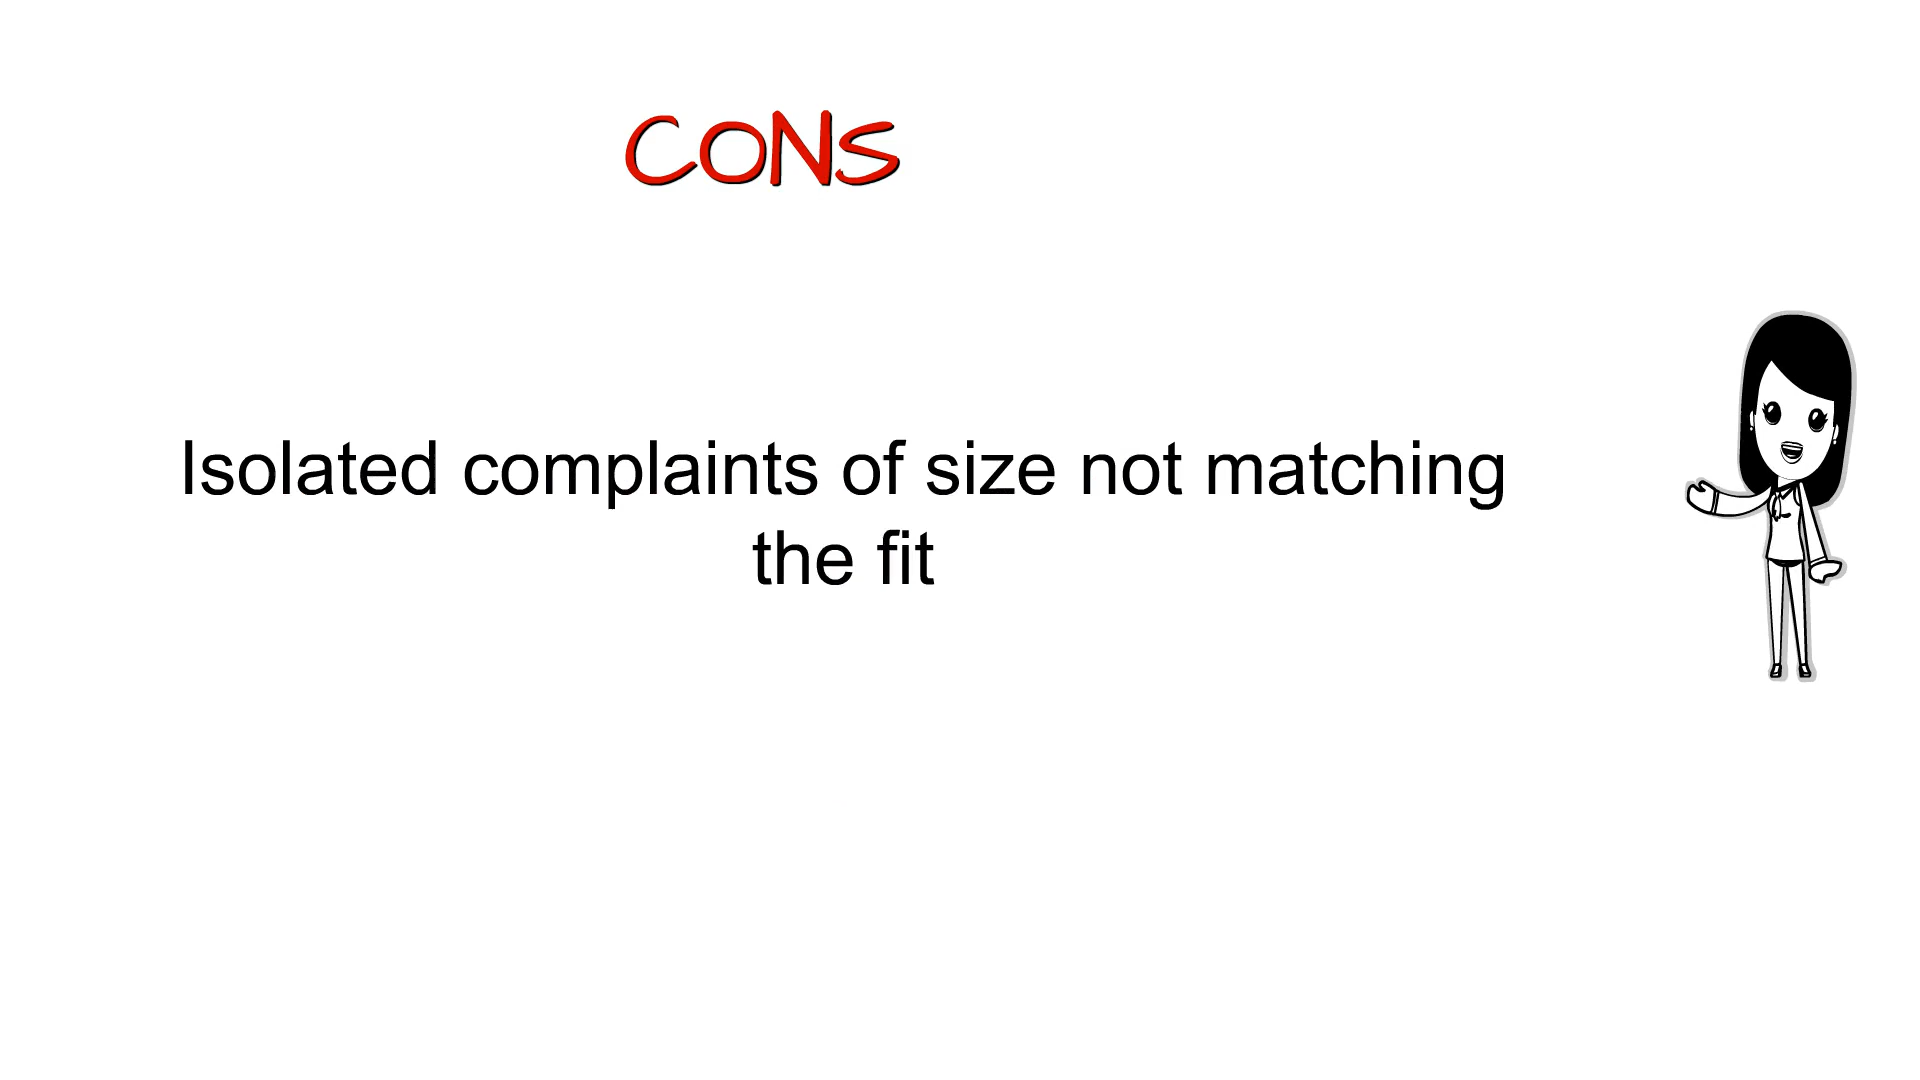 CONS
Isolated complaints of size not matching
the fit